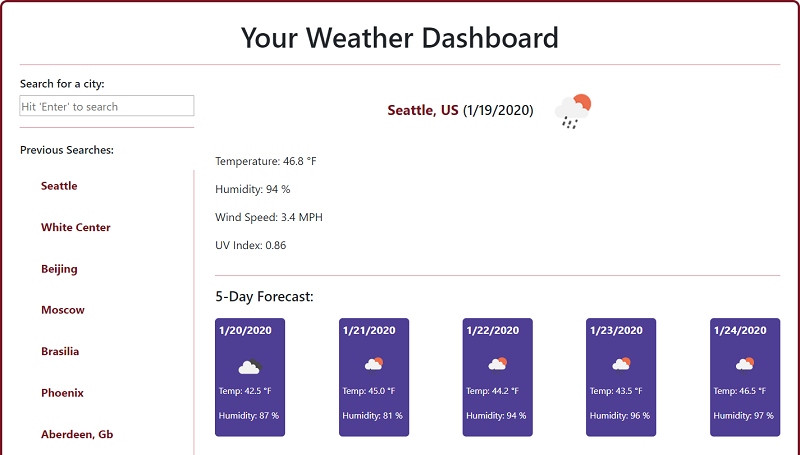 Your Weather Dashboard
Search for a city:
Hit 'Enter' to search
Previous Searches:
Seattle
White Center
Beijing
Moscow
Brasilia
Phoenix
Aberdeen, Gb
Seattle, US (1/19/2020)
Temperature: 46.8 °F
Humidity: 94 %
Wind Speed: 3.4 MPH
UV Index: 0.86
5-Day Forecast:
1/20/2020
Temp: 42.5 °F
Humidity: 87 %
1/21/2020
Temp: 45.0 °F
Humidity: 81 %
1/22/2020
Temp: 44.2 °F
Humidity: 94 %
1/23/2020
Temp: 43.5 °F
Humidity: 96 %
1/24/2020
Temp: 46.5 °F
Humidity: 97 %